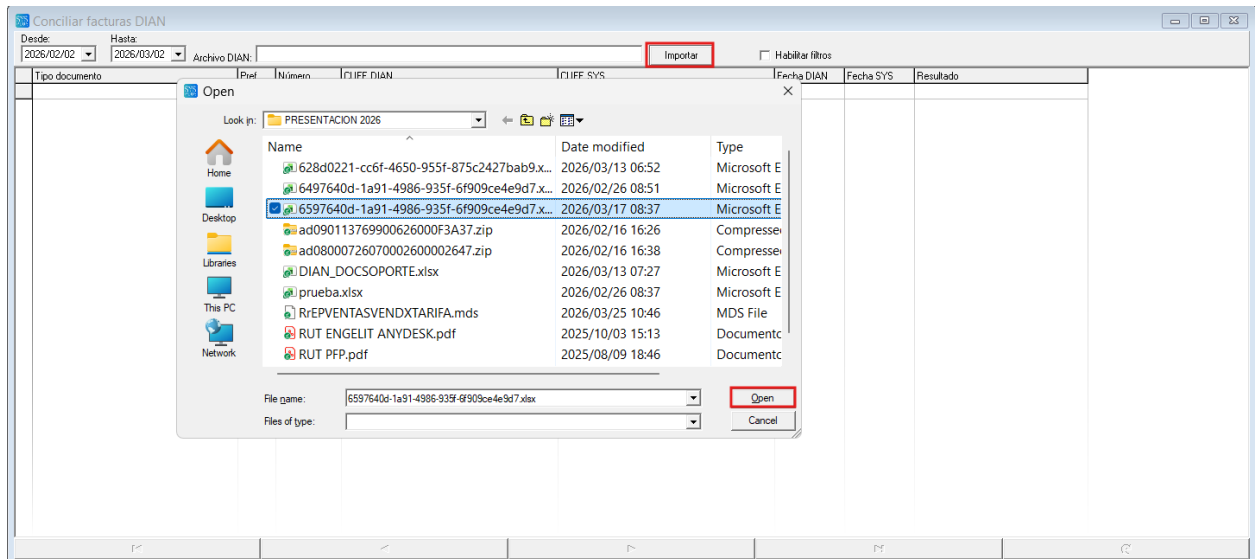 Conciliar facturas DIAN
Desde: Hasta:
2026/02/02 2026/03/02 Archivo DIAN: Importar Habilitar filtros
Tipo documento Pref Número CUFE DIAN CUFE SYS Fecha DIAN Fecha SYS Resultado
Open
Look in: PRESENTACION 2026
Name Date modified Type
628d0221-cc6f-4650-955f-875c2427bab9.x... 2026/03/13 06:52 Microsoft E
Home
6497640d-1a91-4986-935f-6f909ce4e9d7.x... 2026/02/26 08:51 Microsoft E
6597640d-1a91-4986-935f-6f909ce4e9d7.x... 2026/03/17 08:37 Microsoft E
Desktop
ad090113769900626000F3A37.zip 2026/02/16 16:26 Compresse
ad08000726070002600002647.zip 2026/02/16 16:38 Compresse
Libraries
DIAN_DOCSOPORTE.xlsx 2026/03/13 07:27 Microsoft E
prueba.xlsx 2026/02/26 08:37 Microsoft E
This PC
RrEPVENTASVENDXTARIFA.mds 2026/03/25 10:46 MDS File
RUT ENGELIT ANYDESK.pdf 2025/10/03 15:13 Documento
Network
RUT PFP.pdf 2025/08/09 18:46 Documento
File name: 6597640d-1a91-4986-935f-6f909ce4e9d7.xlsx Open
Files of type: Cancel